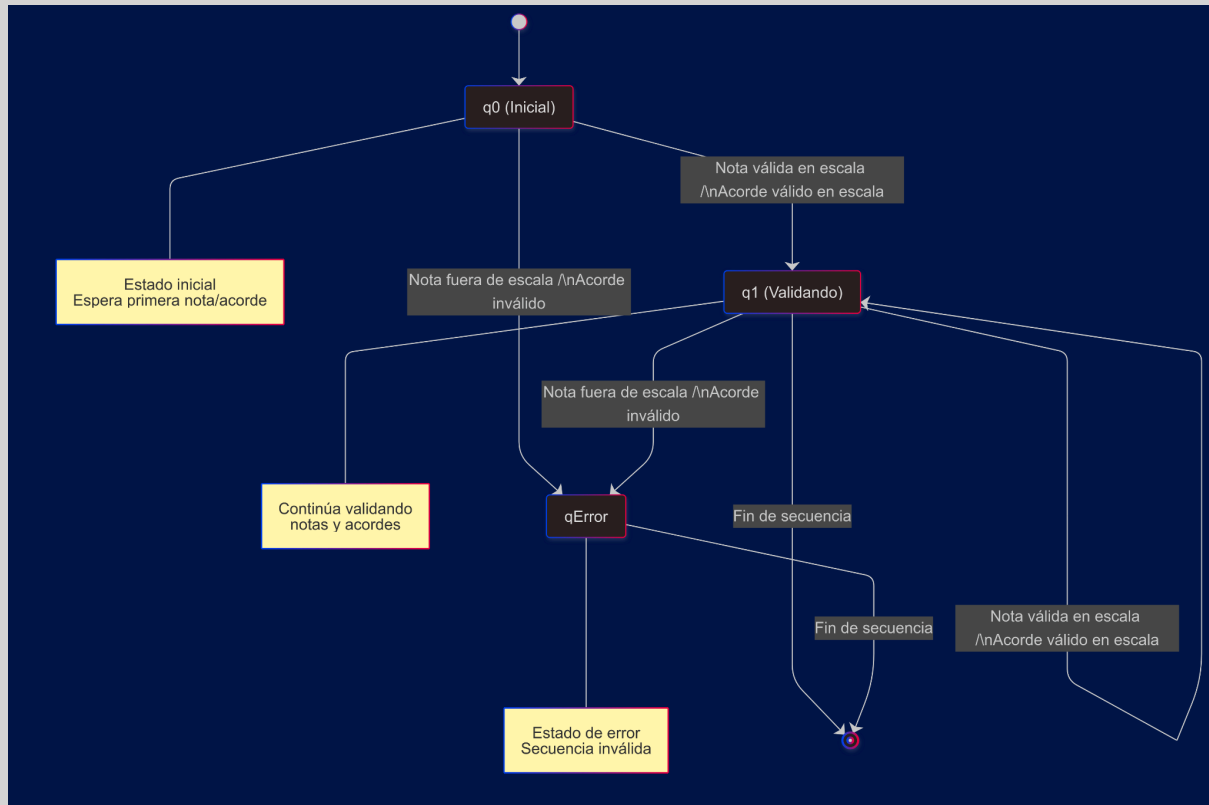 q0 (Inicial)
Nota válida en escala
/\nAcorde válido en escala
Estado inicial
Espera primera nota/acorde
Nota fuera de escala /\nAcorde
inválido
q1 (Validando)
Nota fuera de escala /\nAcorde
inválido
Continúa validando
notas y acordes
qError
Fin de secuencia
Fin de secuencia
Nota válida en escala
/\nAcorde válido en escala
Estado de error
Secuencia inválida